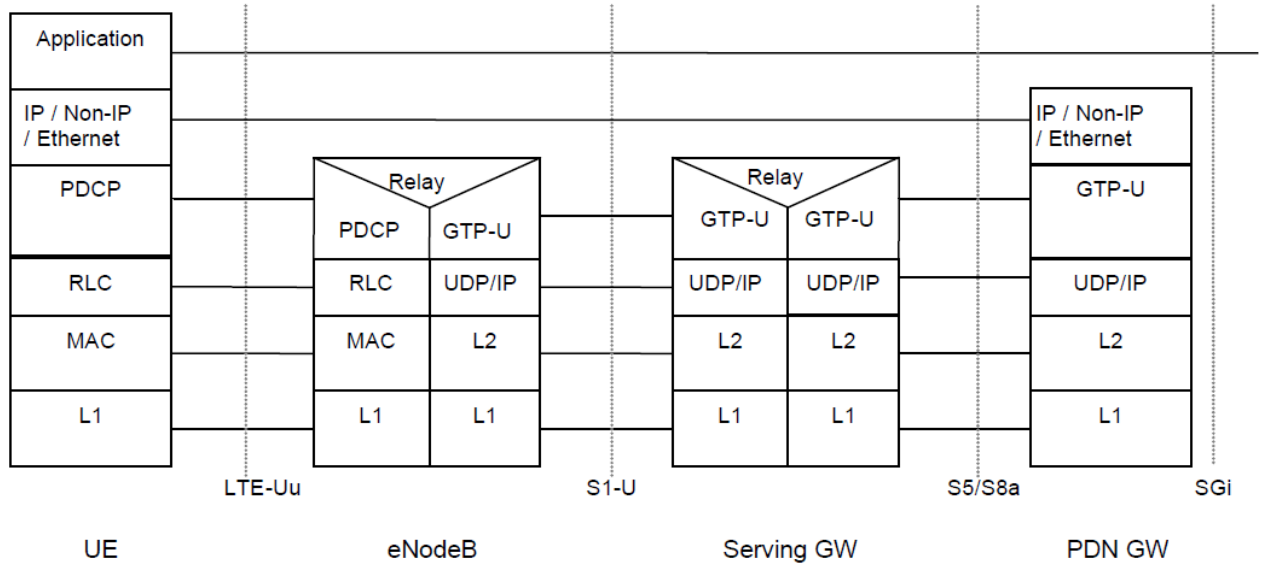 Application
IP / Non-IP
/ Ethernet
IP / Non-IP
/ Ethernet
PDCP
Relay
Relay
GTP-U
PDCP
GTP-U
GTP-U
GTP-U
RLC
RLC
UDP/IP
UDP/IP
UDP/IP
UDP/IP
MAC
MAC
L2
L2
L2
L2
L1
L1
L1
L1
L1
L1
LTE-Uu
S1-U
S5/S8a
SGi
UE
eNodeB
Serving GW
PDN GW